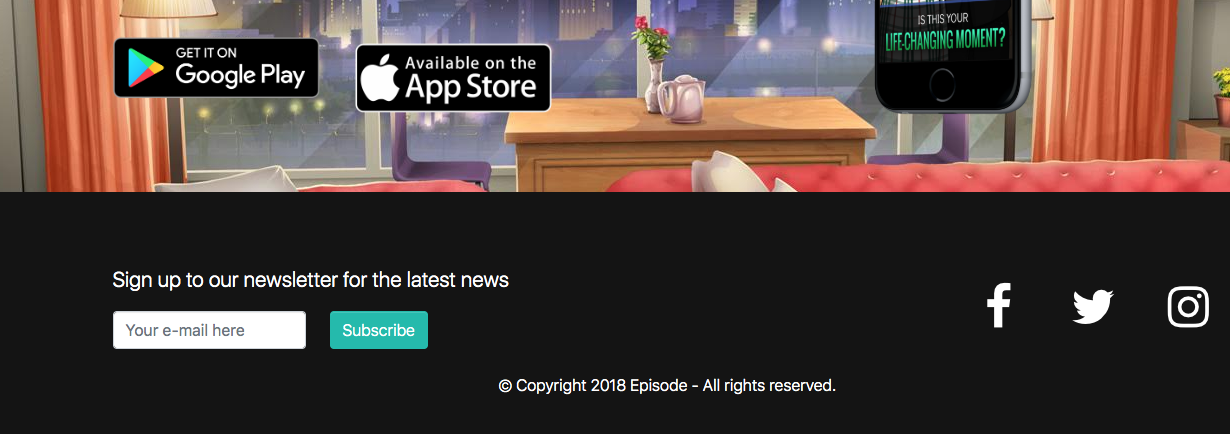 GET IT ON
Google Play
Available on the
App Store
IS THIS YOUR
LIFE-CHANGING MOMENT?
Sign up to our newsletter for the latest news
Your e-mail here
Subscribe
© Copyright 2018 Episode - All rights reserved.